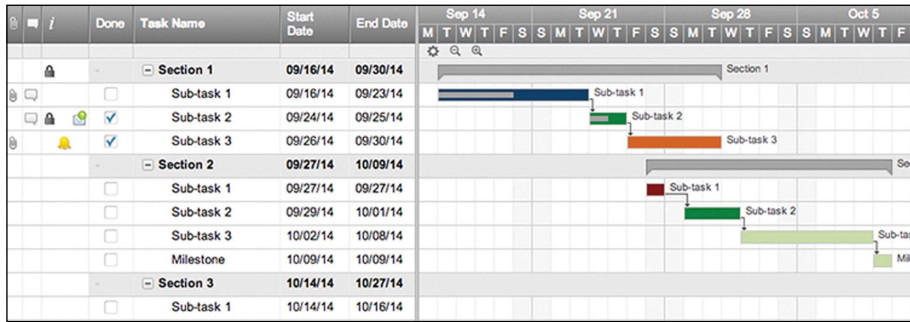 i Done Task Name Start Date End Date Sep 14 Sep 21 Sep 28 Oct 5
M T W T F S S M T W T F S S M T W T F S S M T W T F
- Section 1 09/16/14 09/30/14 Section 1
Sub-task 1 09/16/14 09/23/14 Sub-task 1
Sub-task 2 09/24/14 09/25/14 Sub-task 2
Sub-task 3 09/26/14 09/30/14 Sub-task 3
- Section 2 09/27/14 10/09/14 Se
Sub-task 1 09/27/14 09/27/14 Sub-task 1
Sub-task 2 09/29/14 10/01/14 Sub-task 2
Sub-task 3 10/02/14 10/08/14 Sub-ta
Milestone 10/09/14 10/09/14 Mil
- Section 3 10/14/14 10/27/14
Sub-task 1 10/14/14 10/16/14